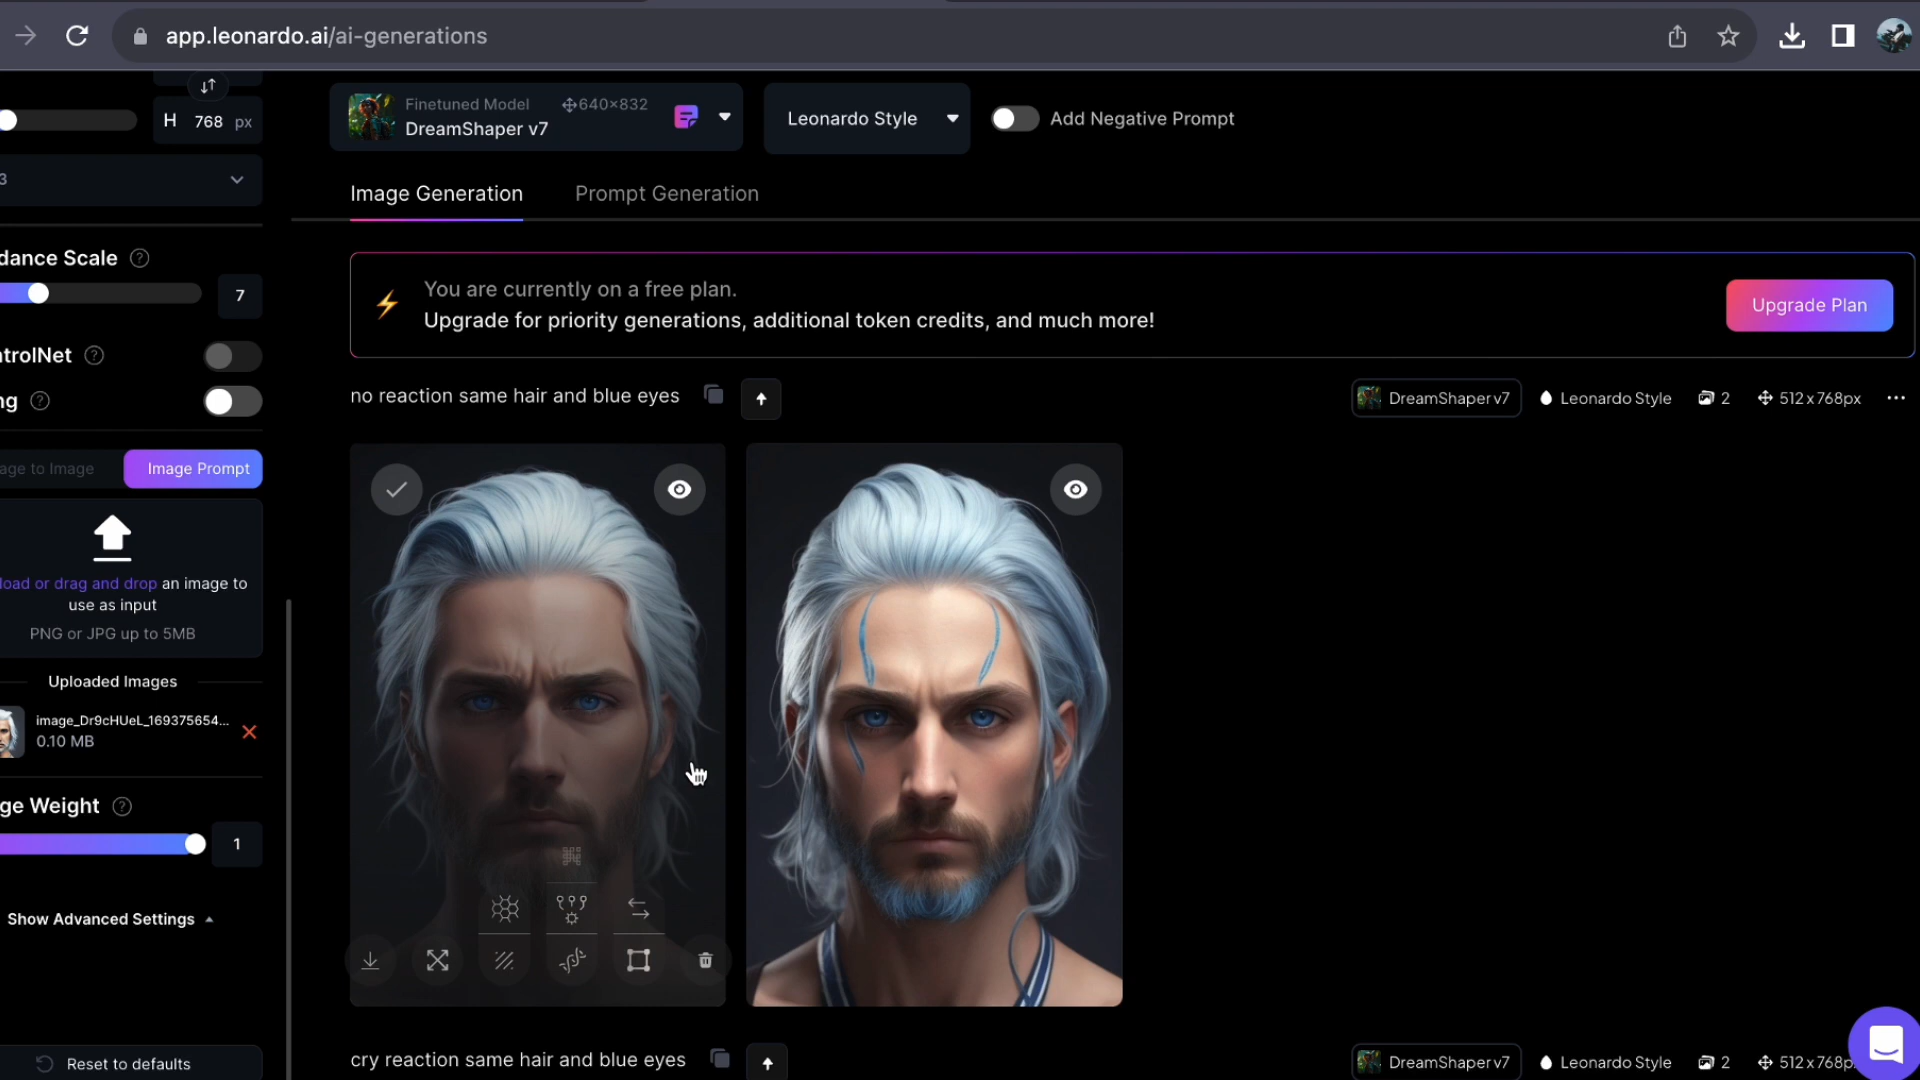 app.leonardo.ai/ai-generations
H 768 px
Finetuned Model
640×832
DreamShaper v7
Leonardo Style
Add Negative Prompt
3
Image Generation
Prompt Generation
dance Scale
7
You are currently on a free plan.
Upgrade for priority generations, additional token credits, and much more!
Upgrade Plan
trolNet
ng
no reaction same hair and blue eyes
DreamShaper v7
Leonardo Style
2
512 x 768px
age to Image
Image Prompt
load or drag and drop an image to
use as input
PNG or JPG up to 5MB
Uploaded Images
image_Dr9cHUeL_169375654...
0.10 MB
ge Weight
1
Show Advanced Settings
Reset to defaults
cry reaction same hair and blue eyes
DreamShaper v7
Leonardo Style
2
512 x 768p